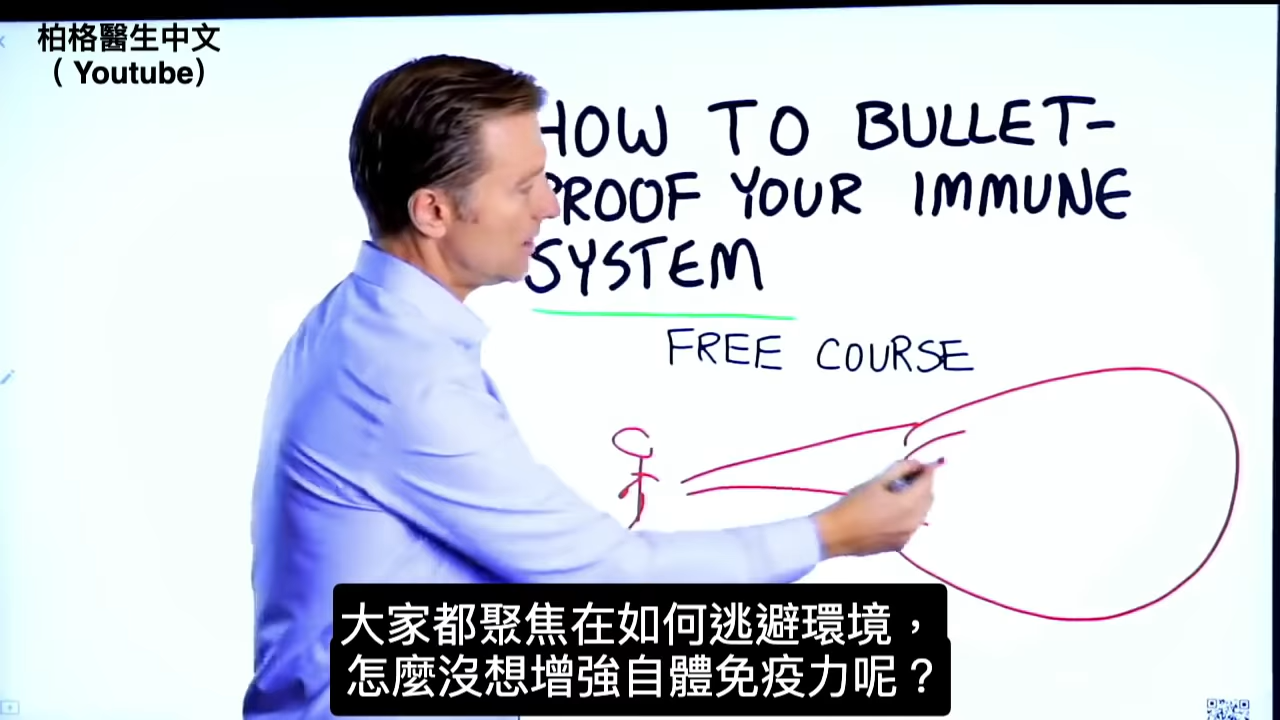 柏格醫生中文
（ Youtube）
HOW TO BULLET-
PROOF YOUR IMMUNE
SYSTEM
FREE COURSE
大家都聚焦在如何逃避環境，
怎麼沒想增強自體免疫力呢？